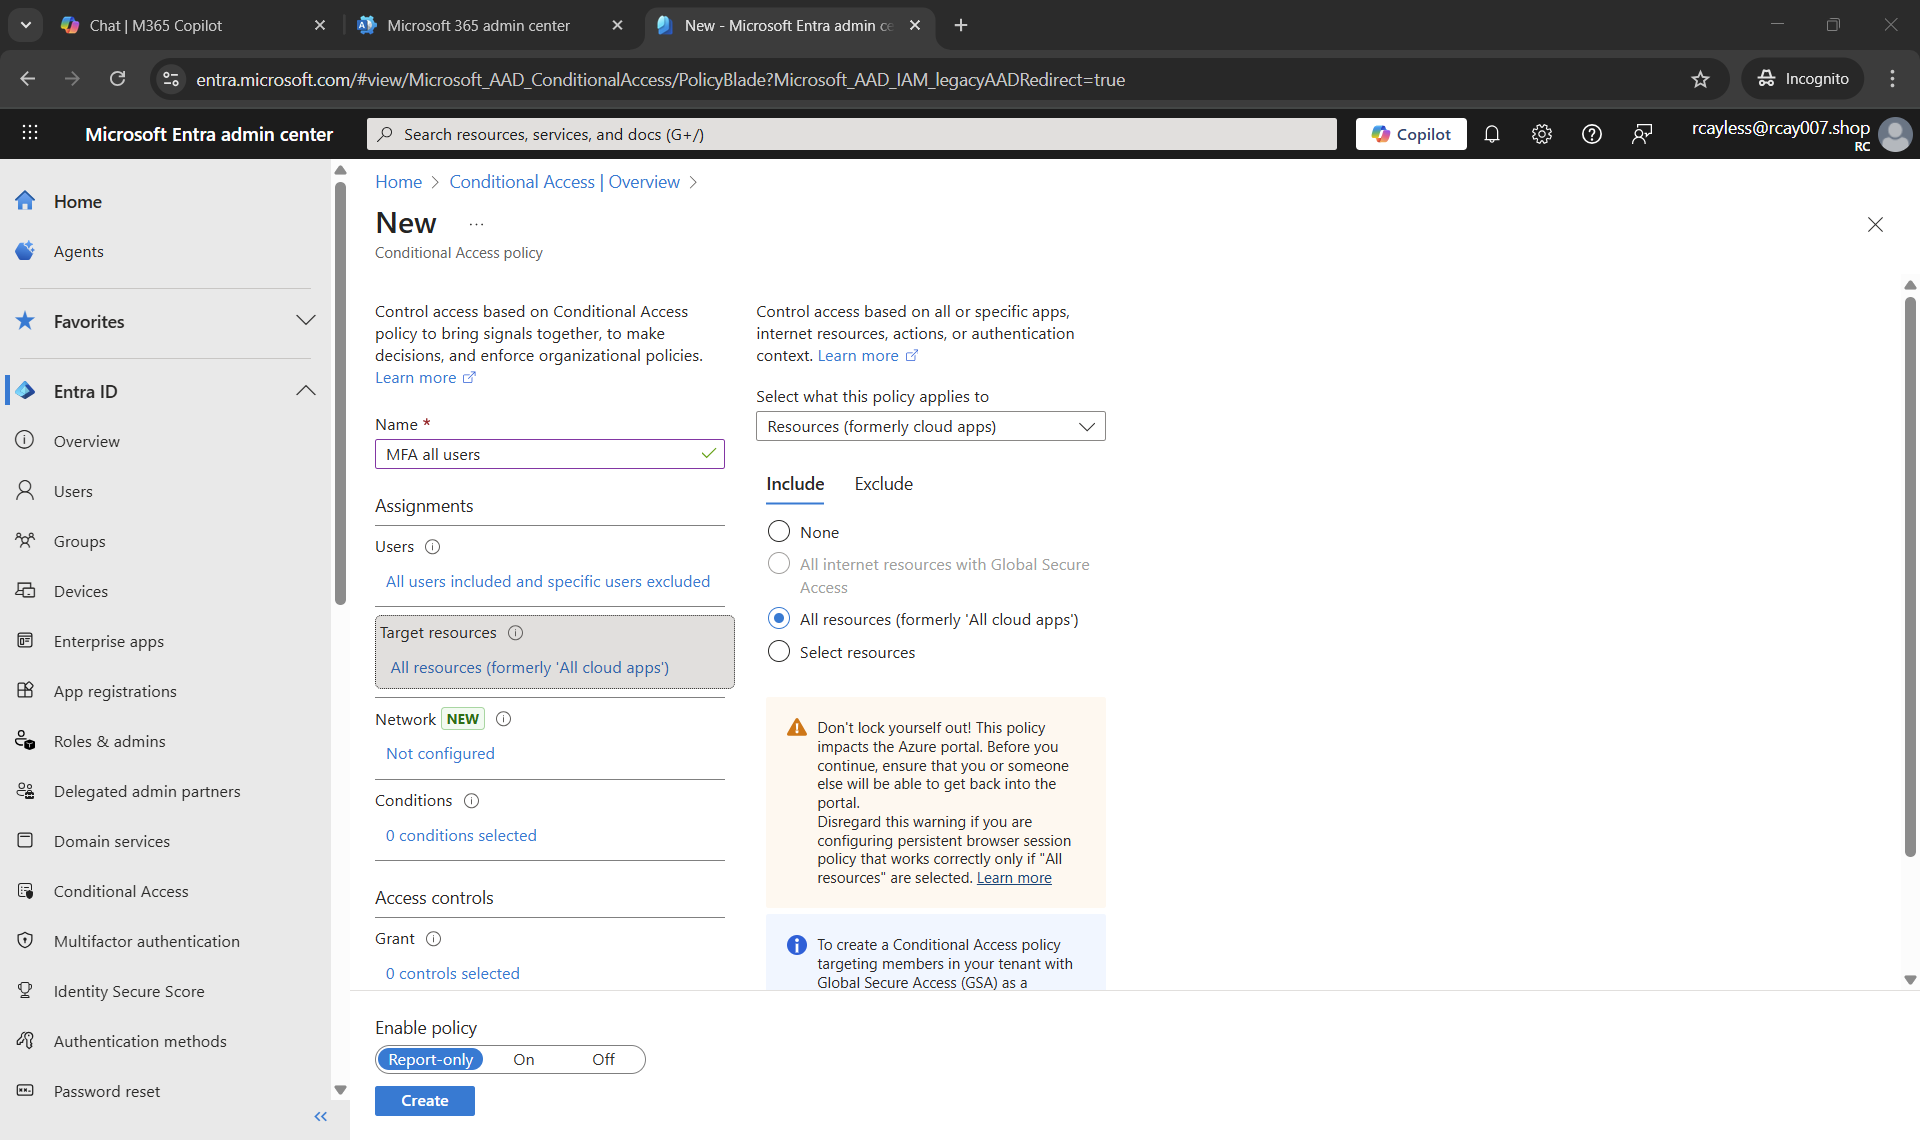 Chat | M365 Copilot
Microsoft 365 admin center
New - Microsoft Entra admin ce
entra.microsoft.com/#view/Microsoft_AAD_ConditionalAccess/PolicyBlade?Microsoft_AAD_IAM_legacyAADRedirect=true
Incognito
Microsoft Entra admin center
Search resources, services, and docs (G+/)
Copilot
rcayless@rcay007.shop
RC
Home
Agents
Favorites
Entra ID
Overview
Users
Groups
Devices
Enterprise apps
App registrations
Roles & admins
Delegated admin partners
Domain services
Conditional Access
Multifactor authentication
Identity Secure Score
Authentication methods
Password reset
Home > Conditional Access | Overview >
New ...
Conditional Access policy
Control access based on Conditional Access
policy to bring signals together, to make
decisions, and enforce organizational policies.
Learn more
Name *
MFA all users
Assignments
Users
All users included and specific users excluded
Target resources
All resources (formerly 'All cloud apps')
Network NEW
Not configured
Conditions
0 conditions selected
Access controls
Grant
0 controls selected
Control access based on all or specific apps,
internet resources, actions, or authentication
context. Learn more
Select what this policy applies to
Resources (formerly cloud apps)
Include Exclude
None
All internet resources with Global Secure
Access
All resources (formerly 'All cloud apps')
Select resources
Don't lock yourself out! This policy
impacts the Azure portal. Before you
continue, ensure that you or someone
else will be able to get back into the
portal.
Disregard this warning if you are
configuring persistent browser session
policy that works correctly only if "All
resources" are selected. Learn more
To create a Conditional Access policy
targeting members in your tenant with
Global Secure Access (GSA) as a
Enable policy
Report-only On Off
Create